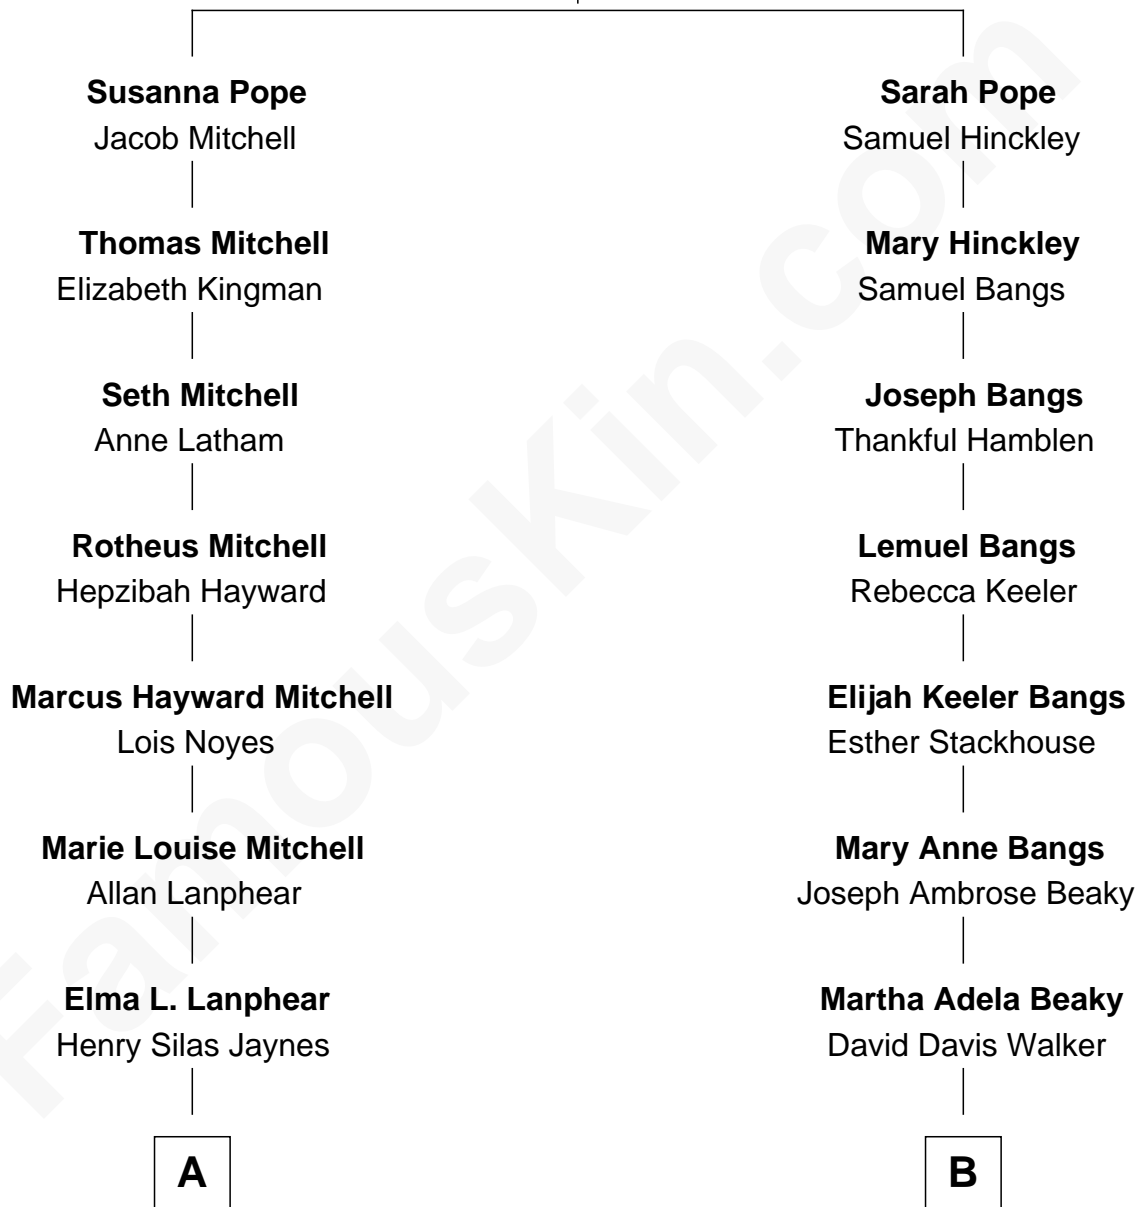 Susanna Pope
Jacob Mitchell
Thomas Mitchell
Elizabeth Kingman
Seth Mitchell
Anne Latham
Rotheus Mitchell
Hepzibah Hayward
Marcus Hayward Mitchell
Lois Noyes
Marie Louise Mitchell
Allan Lanphear
Elma L. Lanphear
Henry Silas Jaynes
A
Sarah Pope
Samuel Hinckley
Mary Hinckley
Samuel Bangs
Joseph Bangs
Thankful Hamblen
Lemuel Bangs
Rebecca Keeler
Elijah Keeler Bangs
Esther Stackhouse
Mary Anne Bangs
Joseph Ambrose Beaky
Martha Adela Beaky
David Davis Walker
B
FamousKin.com